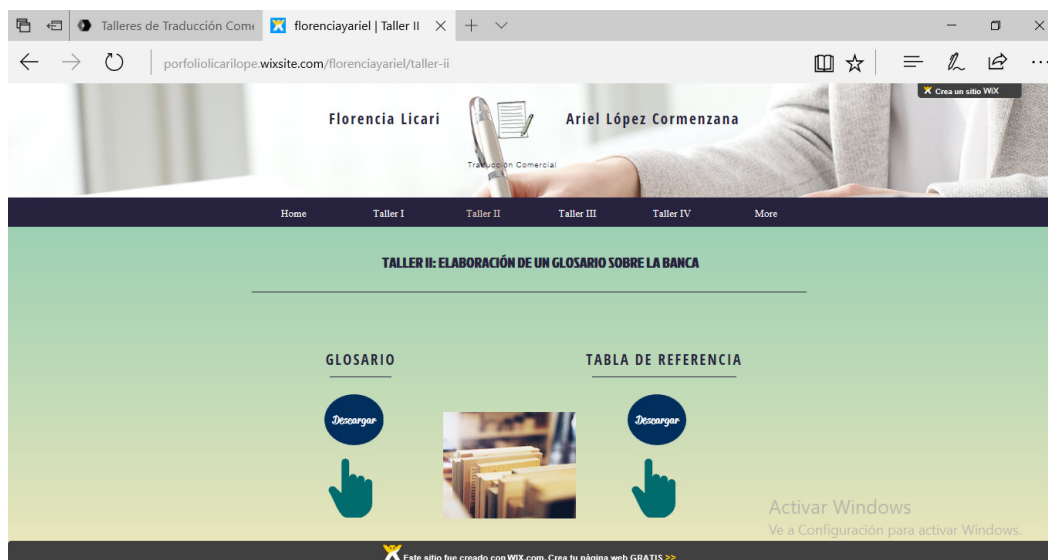 Talleres de Traducción Come
florenciayariel | Taller II
porfoliolicarilope.wixsite.com/florenciayariel/taller-ii
Crea un sitio WiX
Florencia Licari
Ariel López Cormenzana
Traducción Comercial
Home Taller I Taller II Taller III Taller IV More
TALLER II: ELABORACIÓN DE UN GLOSARIO SOBRE LA BANCA
GLOSARIO
TABLA DE REFERENCIA
Descargar
Descargar
Activar Windows
Ve a Configuración para activar Windows.
Este sitio fue creado con WIX.com. Crea tu página web GRATIS >>